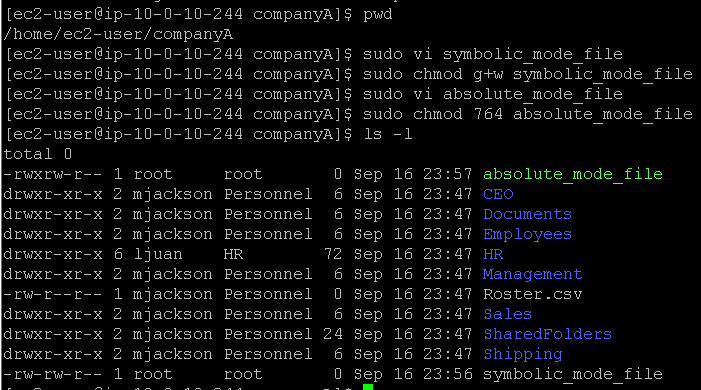 [ec2-user@ip-10-0-10-244 companyA]$ pwd
/home/ec2-user/companyA
[ec2-user@ip-10-0-10-244 companyA]$ sudo vi symbolic_mode_file
[ec2-user@ip-10-0-10-244 companyA]$ sudo chmod g+w symbolic_mode_file
[ec2-user@ip-10-0-10-244 companyA]$ sudo vi absolute_mode_file
[ec2-user@ip-10-0-10-244 companyA]$ sudo chmod 764 absolute_mode_file
[ec2-user@ip-10-0-10-244 companyA]$ ls -l
total 0
-rwxrw-r-- 1 root     root       0 Sep 16 23:57 absolute_mode_file
drwxr-xr-x 2 mjackson Personnel  6 Sep 16 23:47 CEO
drwxr-xr-x 2 mjackson Personnel  6 Sep 16 23:47 Documents
drwxr-xr-x 2 mjackson Personnel  6 Sep 16 23:47 Employees
drwxr-xr-x 6 ljuan    HR        72 Sep 16 23:47 HR
drwxr-xr-x 2 mjackson Personnel  6 Sep 16 23:47 Management
-rw-r--r-- 1 mjackson Personnel  0 Sep 16 23:47 Roster.csv
drwxr-xr-x 2 mjackson Personnel  6 Sep 16 23:47 Sales
drwxr-xr-x 2 mjackson Personnel 24 Sep 16 23:47 SharedFolders
drwxr-xr-x 2 mjackson Personnel  6 Sep 16 23:47 Shipping
-rw-rw-r-- 1 root     root       0 Sep 16 23:56 symbolic_mode_file